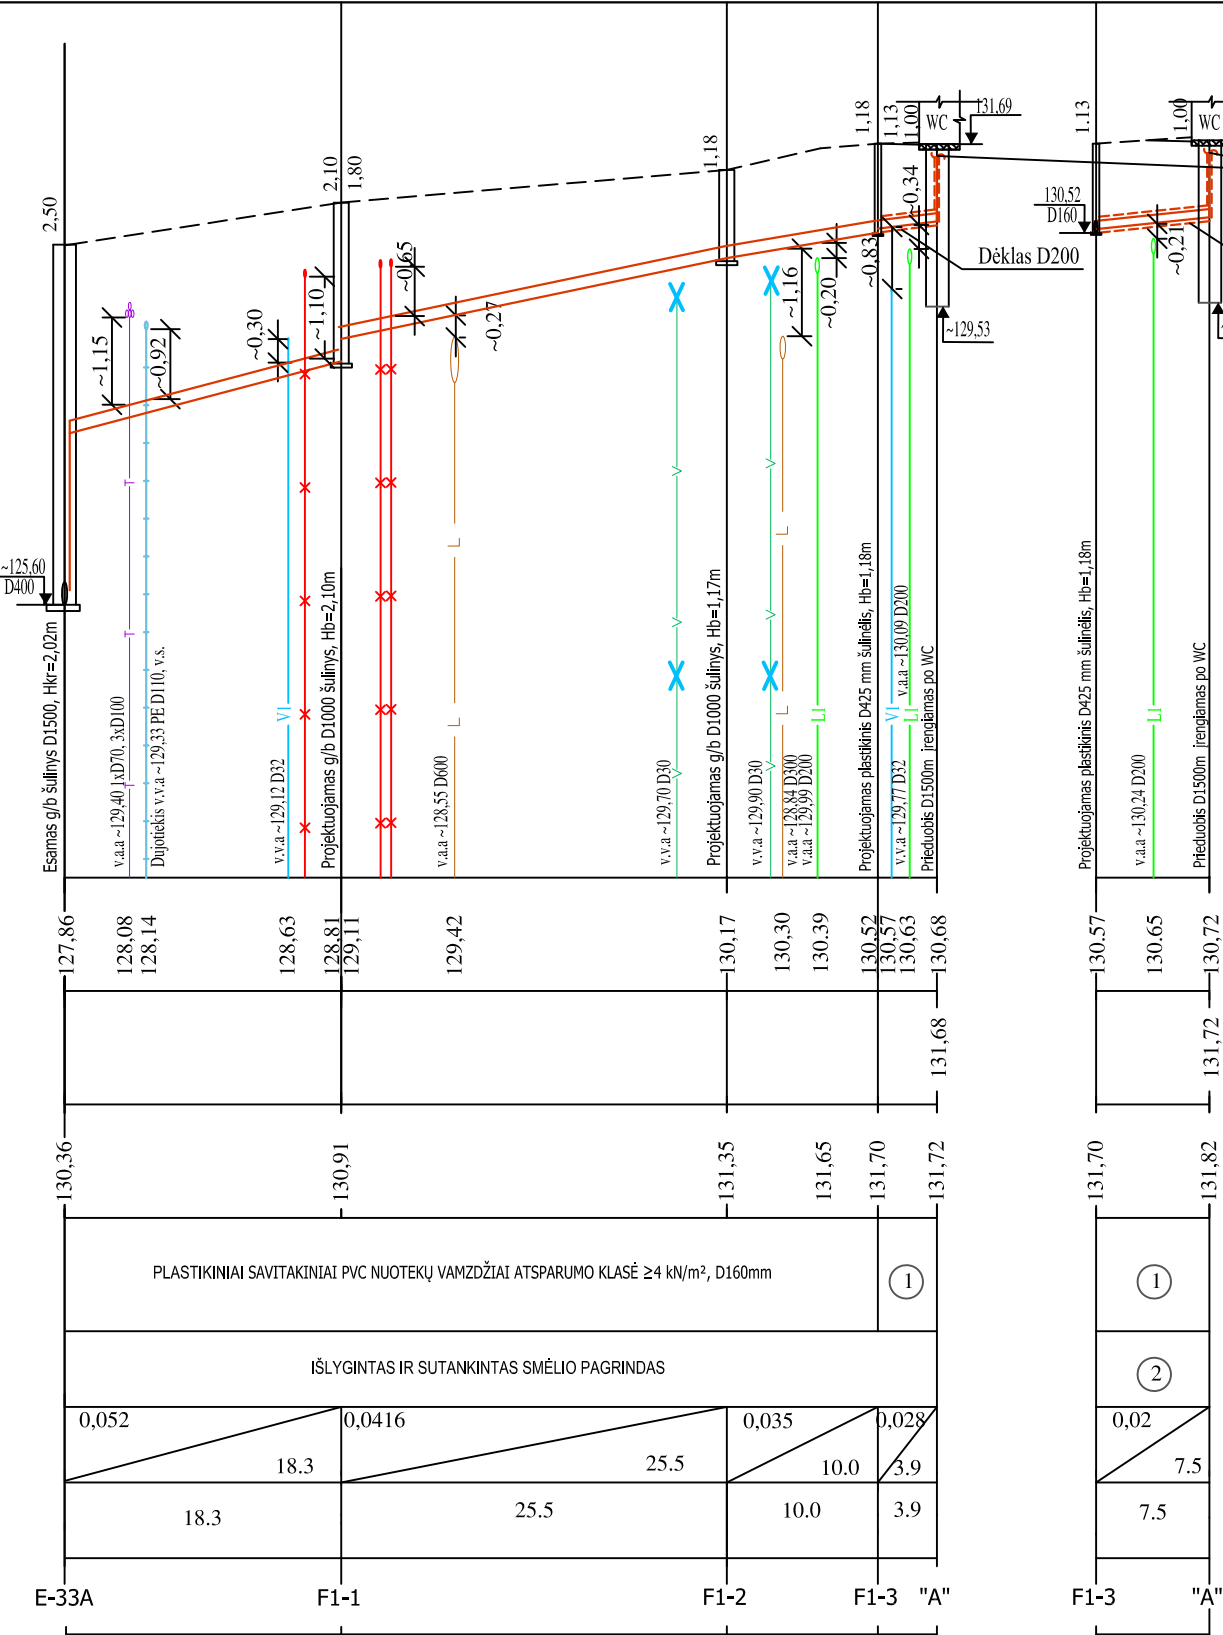 2,50
2,10
1,80
1,18
1,18
1,13
1,00
WC
131,69
1.13
1,00
WC
~1,15
~0,92
~0,30
~1,10
~0,65
~0,27
~1,16
~0,20
~0,83
~0,34
Dėklas D200
~129,53
130,52
D160
~0,21
~125,60
D400
Esamas g/b šulinys D1500, Hkr=2,02m
T
T
T
v.a.a ~129,40 1xD70, 3xD100
Dujotiekis v.v.a ~129,33 PE D110, v.s.
V1
v.v.a ~129,12 D32
Projektuojamas g/b D1000 šulinys, Hb=2,10m
L
L
v.a.a ~128,55 D600
V
V
V
v.v.a ~129,70 D30
Projektuojamas g/b D1000 šulinys, Hb=1,17m
V
V
V
v.v.a ~129,90 D30
L
L
v.a.a ~128,84 D300
v.a.a ~129,99 D200
L1
Projektuojamas plastikinis D425 mm šulinėlis, Hb=1,18m
V1
v.v.a ~129,77 D32
v.a.a ~130,09 D200
L1
Prieduobis D1500m įrengiamas po WC
Projektuojamas plastikinis D425 mm šulinėlis, Hb=1,18m
L1
v.a.a ~130,24 D200
Prieduobis D1500m įrengiamas po WC
127,86
128,08
128,14
128,63
128,81
129,11
129,42
130,17
130,30
130.39
130.52
130,57
130,63
130,68
130.57
130.65
130,72
131,68
131,72
130,36
130,91
131,35
131,65
131,70
131,72
131,70
131,82
PLASTIKINIAI SAVITAKINIAI PVC NUOTEKŲ VAMZDŽIAI ATSPARUMO KLASĖ ≥4 kN/m², D160mm
1
1
IŠLYGINTAS IR SUTANKINTAS SMĖLIO PAGRINDAS
2
0,052
0,0416
0,035
0,028
0,02
18.3
25.5
10.0
3.9
7.5
18.3
25.5
10.0
3.9
7.5
E-33A
F1-1
F1-2
F1-3
"A"
F1-3
"A"